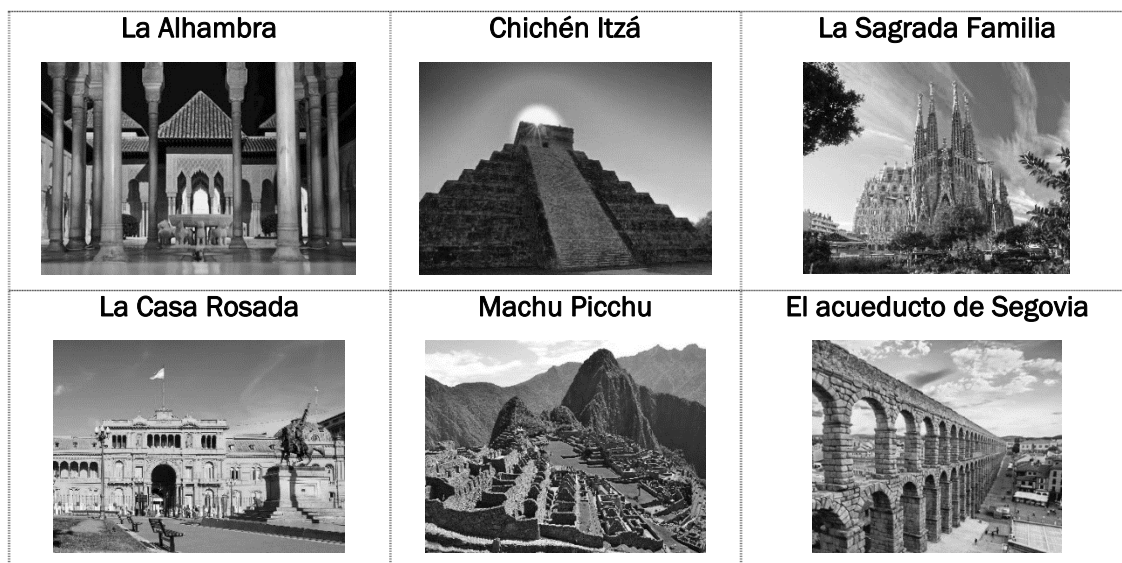 La Alhambra
Chichén Itzá
La Sagrada Familia
La Casa Rosada
Machu Picchu
El acueducto de Segovia